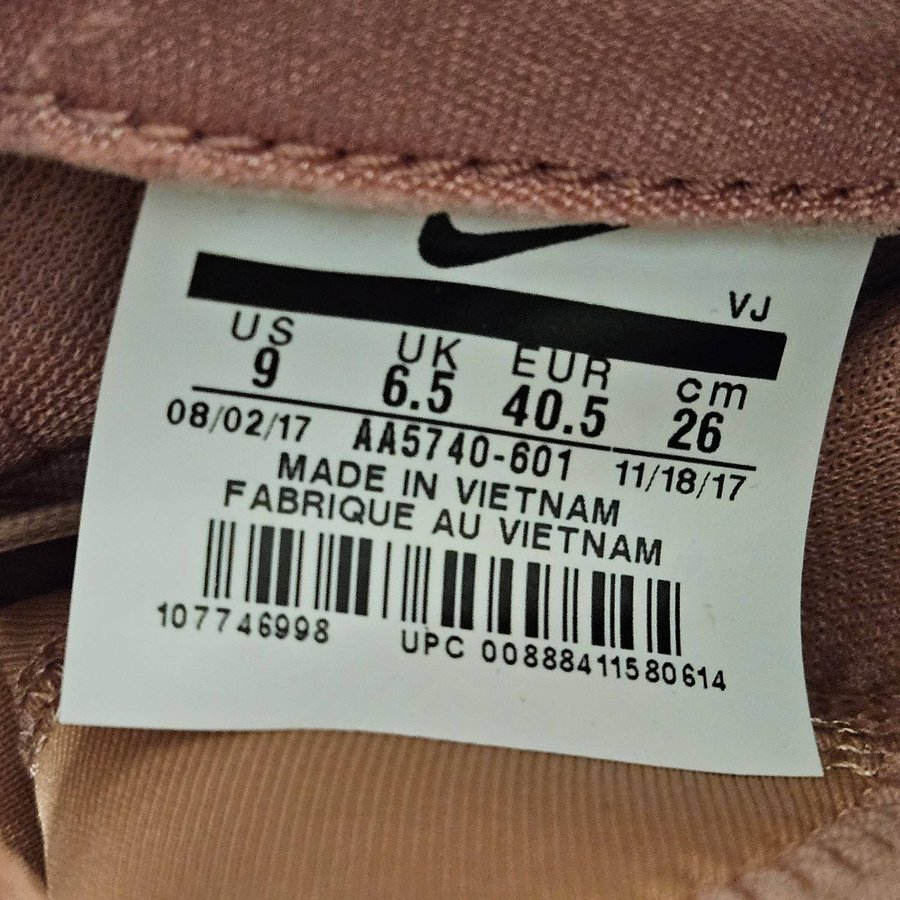 VJ
US UK EUR cm
9 6.5 40.5 26
08/02/17 AA5740-601 11/18/17
MADE IN VIETNAM
FABRIQUE AU VIETNAM
107746998 UPC 00888411580614